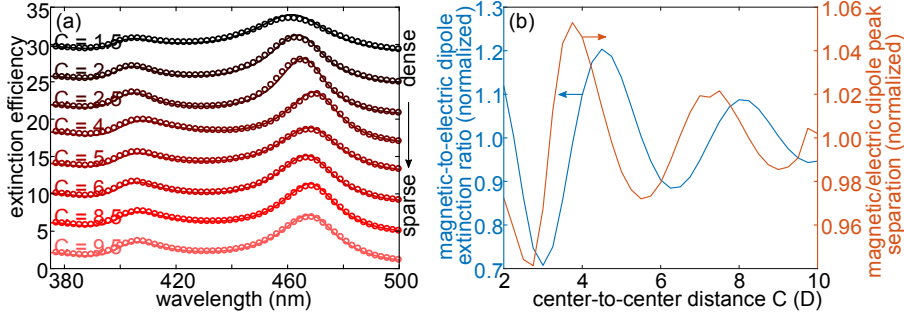 (a)
35
30
25
20
15
10
5
0
extinction efficiency
C = 1.5
C = 2
C = 2.5
C = 4
C = 5
C = 6
C = 8.5
C = 9.5
dense
sparse
380
420
460
500
wavelength (nm)
(b)
magnetic-to-electric dipole
extinction ratio (normalized)
1.3
1.2
1.1
1.0
0.9
0.8
0.7
2
4
6
8
10
center-to-center distance C (D)
1.06
1.04
1.02
1.00
0.98
0.96
magnetic/electric dipole peak
separation (normalized)